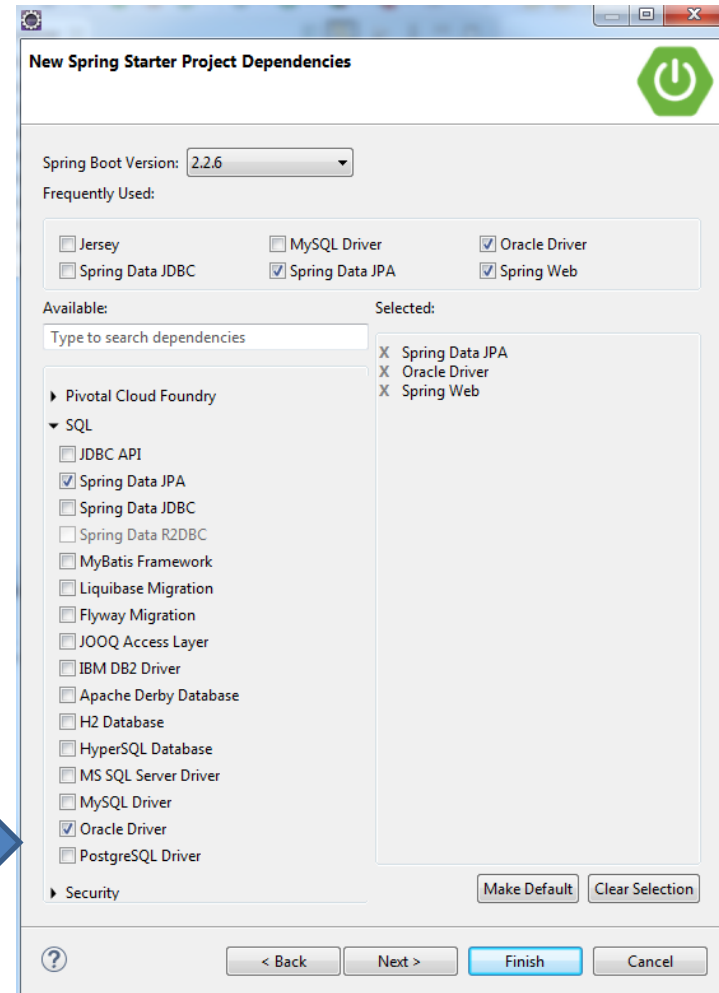 New Spring Starter Project Dependencies
Spring Boot Version: 2.2.6
Frequently Used:
Jersey MySQL Driver Oracle Driver
Spring Data JDBC Spring Data JPA Spring Web
Available: Selected:
Type to search dependencies
X Spring Data JPA
X Oracle Driver
X Spring Web
Pivotal Cloud Foundry
SQL
JDBC API
Spring Data JPA
Spring Data JDBC
Spring Data R2DBC
MyBatis Framework
Liquibase Migration
Flyway Migration
JOOQ Access Layer
IBM DB2 Driver
Apache Derby Database
H2 Database
HyperSQL Database
MS SQL Server Driver
MySQL Driver
Oracle Driver
PostgreSQL Driver
Security
Make Default Clear Selection
? < Back Next > Finish Cancel